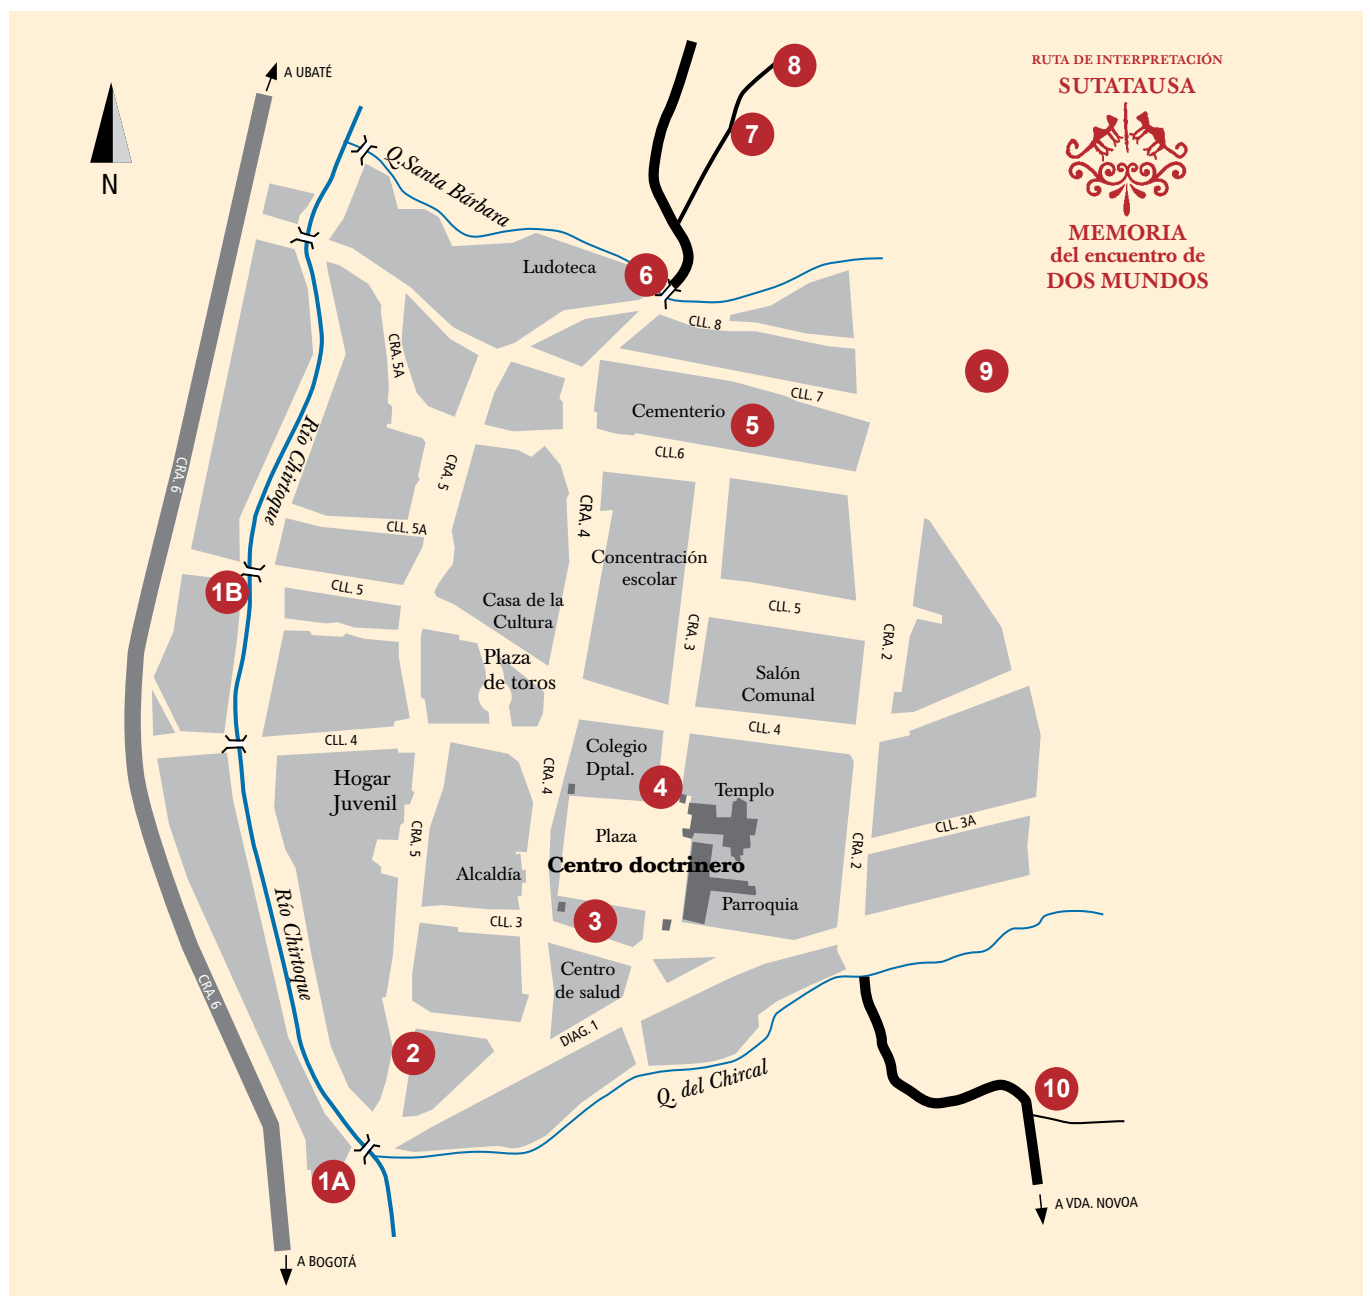 RUTA DE INTERPRETACIÓN
SUTATAUSA
MEMORIA
del encuentro de
DOS MUNDOS
A UBATÉ
N
8
7
Q.Santa Bárbara
Ludoteca
6
CLL. 8
CRA. 5A
9
CLL. 7
Cementerio
5
CLL.6
Río Chirtoque
CRA. 6
CRA. 5
CRA. 4
CLL. 5A
Concentración
escolar
1B
CLL. 5
Casa de la
Cultura
CLL. 5
CRA. 3
CRA. 2
Plaza
de toros
Salón
Comunal
CLL. 4
CLL. 4
Colegio
Dptal.
Hogar
Juvenil
CRA. 4
4
Templo
CLL. 3A
Plaza
CRA. 5
CRA. 2
Centro doctrinero
Alcaldía
Parroquia
3
CLL. 3
Río Chirtoque
Centro
de salud
CRA. 6
DIAG. 1
2
Q. del Chircal
10
1A
A VDA. NOVOA
A BOGOTÁ